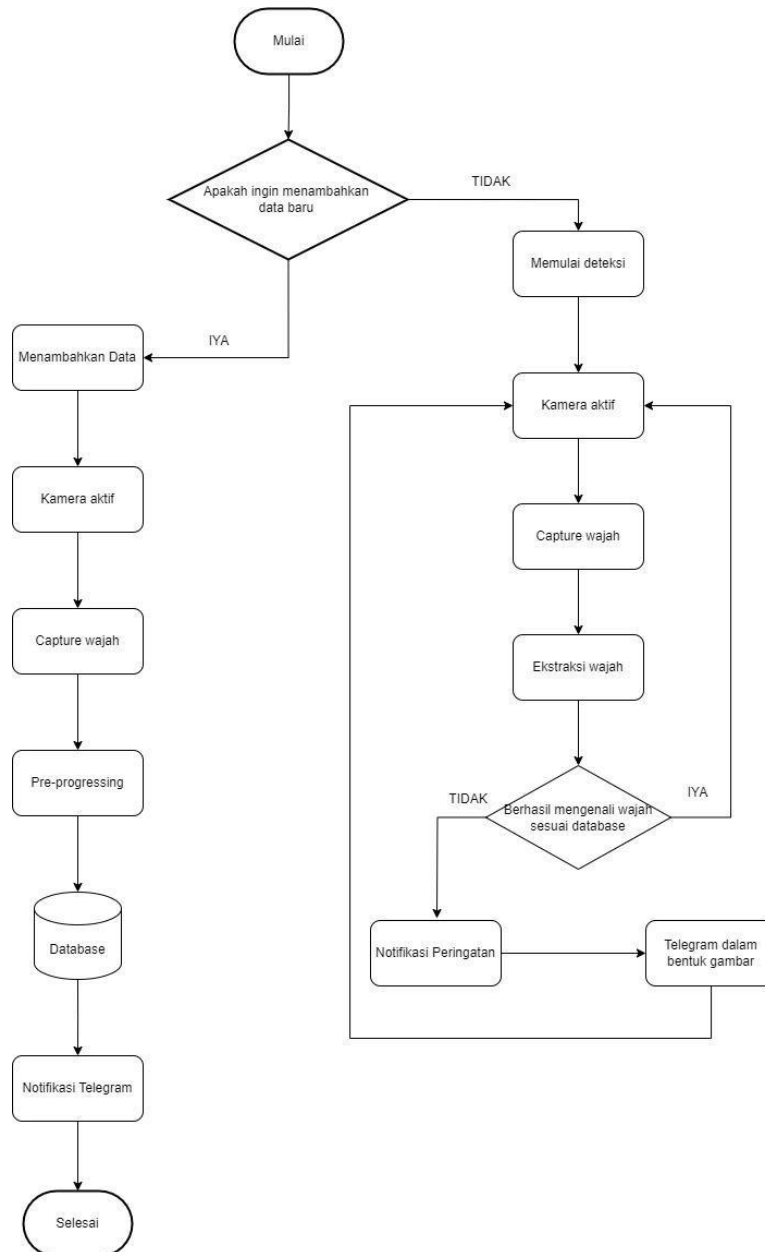 Mulai
Apakah ingin menambahkan
data baru
TIDAK
Memulai deteksi
IYA
Menambahkan Data
Kamera aktif
Kamera aktif
Capture wajah
Capture wajah
Ekstraksi wajah
Pre-progressing
TIDAK
Berhasil mengenali wajah
sesuai database
IYA
Database
Notifikasi Peringatan
Telegram dalam
bentuk gambar
Notifikasi Telegram
Selesai